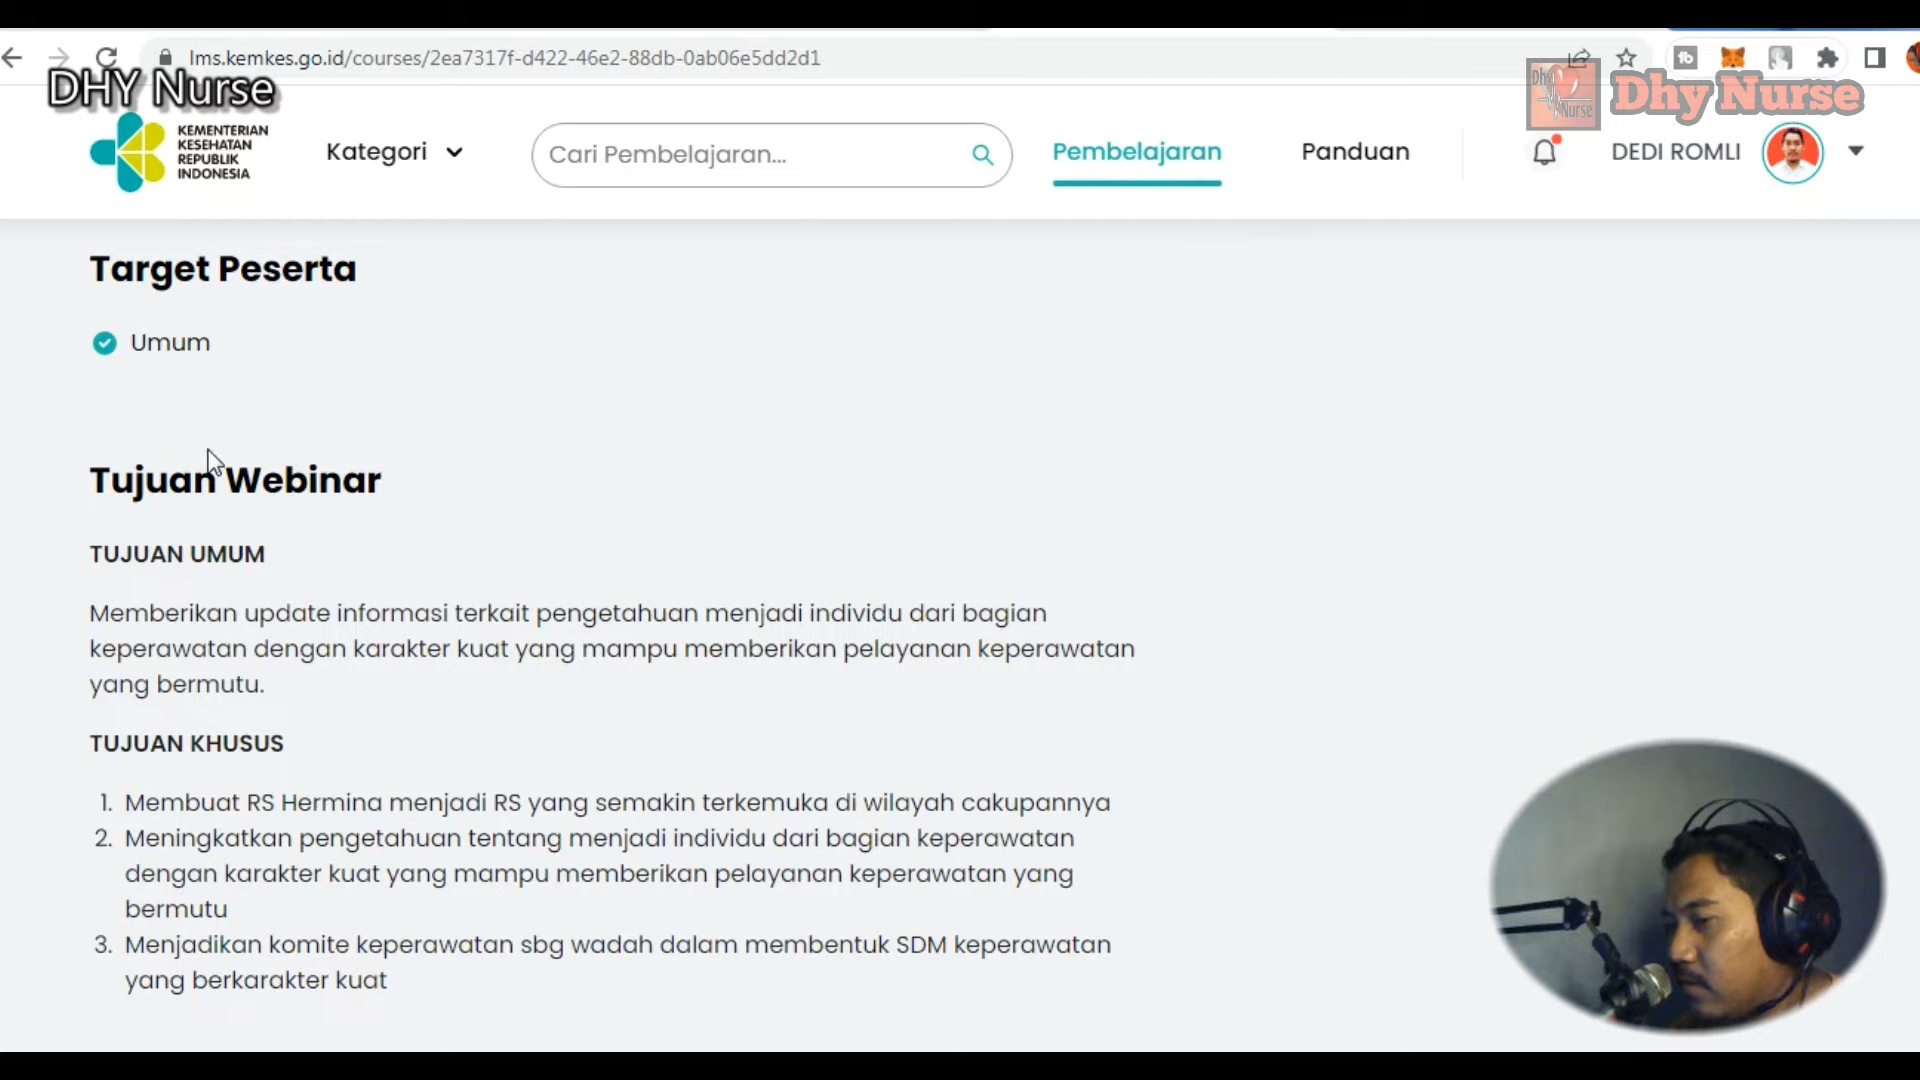 lms.kemkes.go.id/courses/2ea7317f-d422-46e2-88db-0ab06e5dd2d1
DHY Nurse
Dhy
Nurse
Dhy Nurse
KEMENTERIAN
KESEHATAN
REPUBLIK
INDONESIA
Kategori
Cari Pembelajaran...
Pembelajaran
Panduan
DEDI ROMLI
Target Peserta
Umum
Tujuan Webinar
TUJUAN UMUM
Memberikan update informasi terkait pengetahuan menjadi individu dari bagian
keperawatan dengan karakter kuat yang mampu memberikan pelayanan keperawatan
yang bermutu.
TUJUAN KHUSUS
1. Membuat RS Hermina menjadi RS yang semakin terkemuka di wilayah cakupannya
2. Meningkatkan pengetahuan tentang menjadi individu dari bagian keperawatan
dengan karakter kuat yang mampu memberikan pelayanan keperawatan yang
bermutu
3. Menjadikan komite keperawatan sbg wadah dalam membentuk SDM keperawatan
yang berkarakter kuat